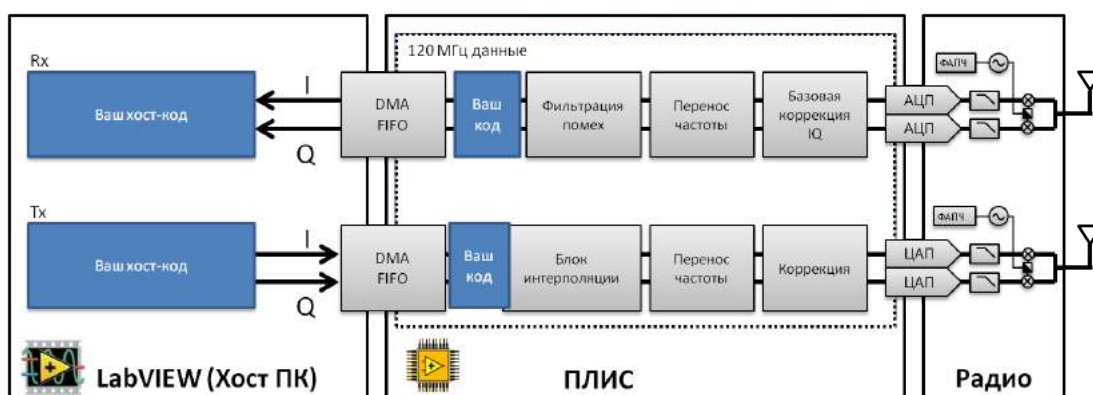 120 МГц данные
Rx
Ваш хост-код
I
Q
DMA
FIFO
Ваш
код
Фильтрация
помех
Перенос
частоты
Базовая
коррекция
IQ
АЦП
АЦП
ФАПЧ
Tx
Ваш хост-код
I
Q
DMA
FIFO
Ваш
код
Блок
интерполяции
Перенос
частоты
Коррекция
ЦАП
ЦАП
ФАПЧ
LabVIEW (Хост ПК)
ПЛИС
Радио